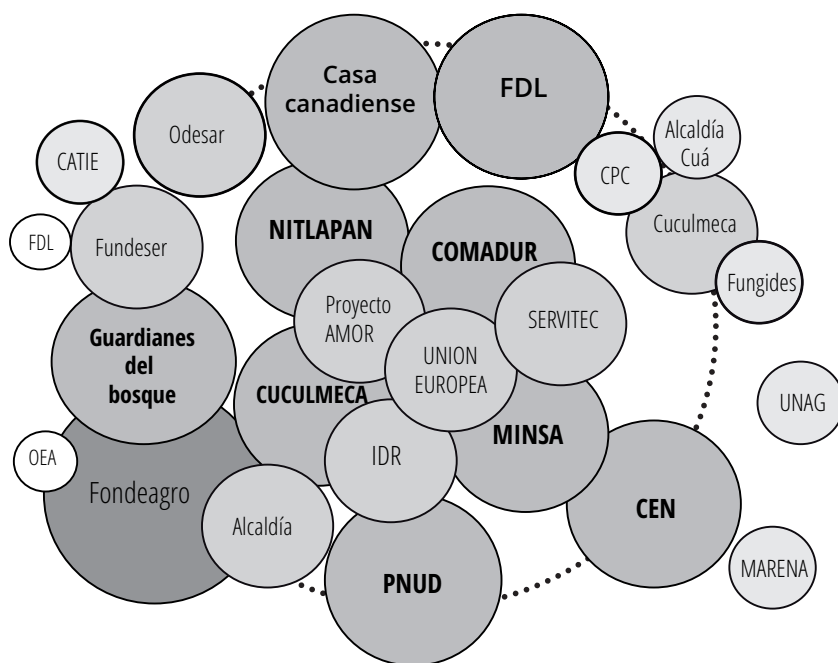 Casa
canadiense
FDL
Odesar
Alcaldía
Cuá
CATIE
CPC
NITLAPAN
COMADUR
Cuculmeca
FDL
Fundeser
Fungides
Proyecto
AMOR
SERVITEC
Guardianes
del
bosque
UNION
EUROPEA
CUCULMECA
UNAG
MINSA
OEA
IDR
Fondeagro
CEN
Alcaldía
MARENA
PNUD